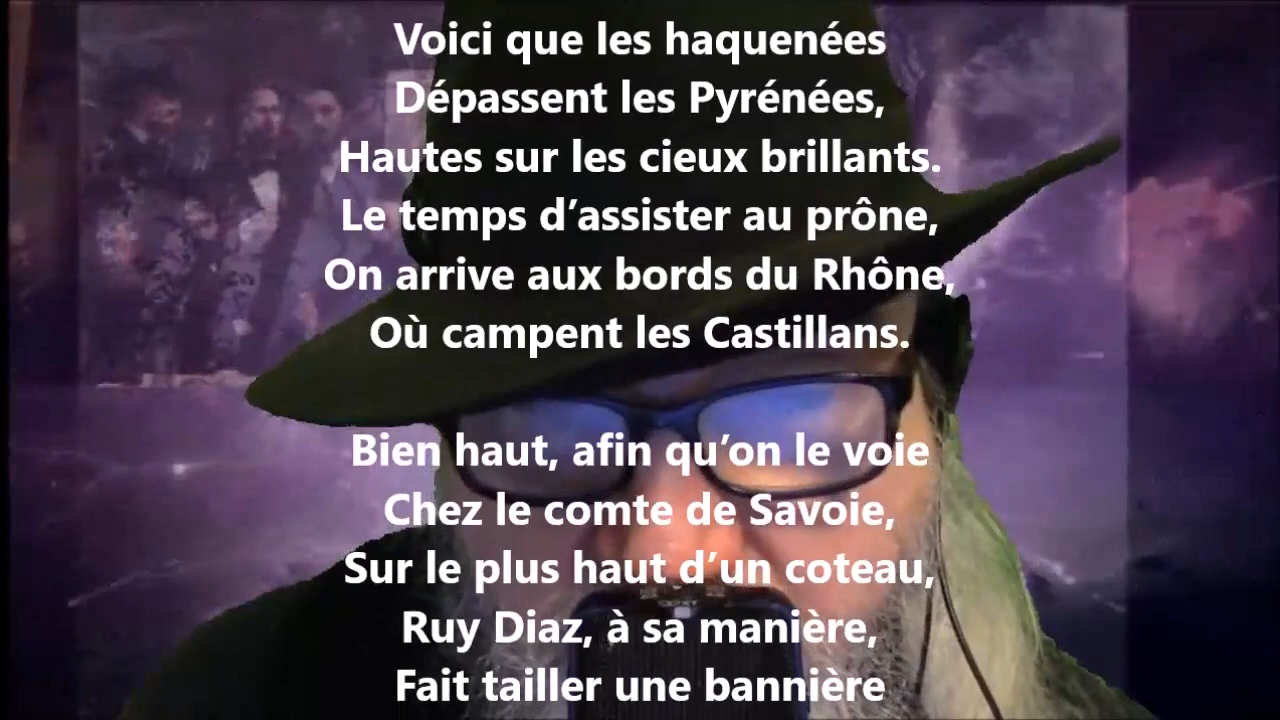 Voici que les haquenées
Dépassent les Pyrénées,
Hautes sur les cieux brillants.
Le temps d’assister au prône,
On arrive aux bords du Rhône,
Où campent les Castillans.
Bien haut, afin qu’on le voie
Chez le comte de Savoie,
Sur le plus haut d’un coteau,
Ruy Diaz, à sa manière,
Fait tailler une bannière